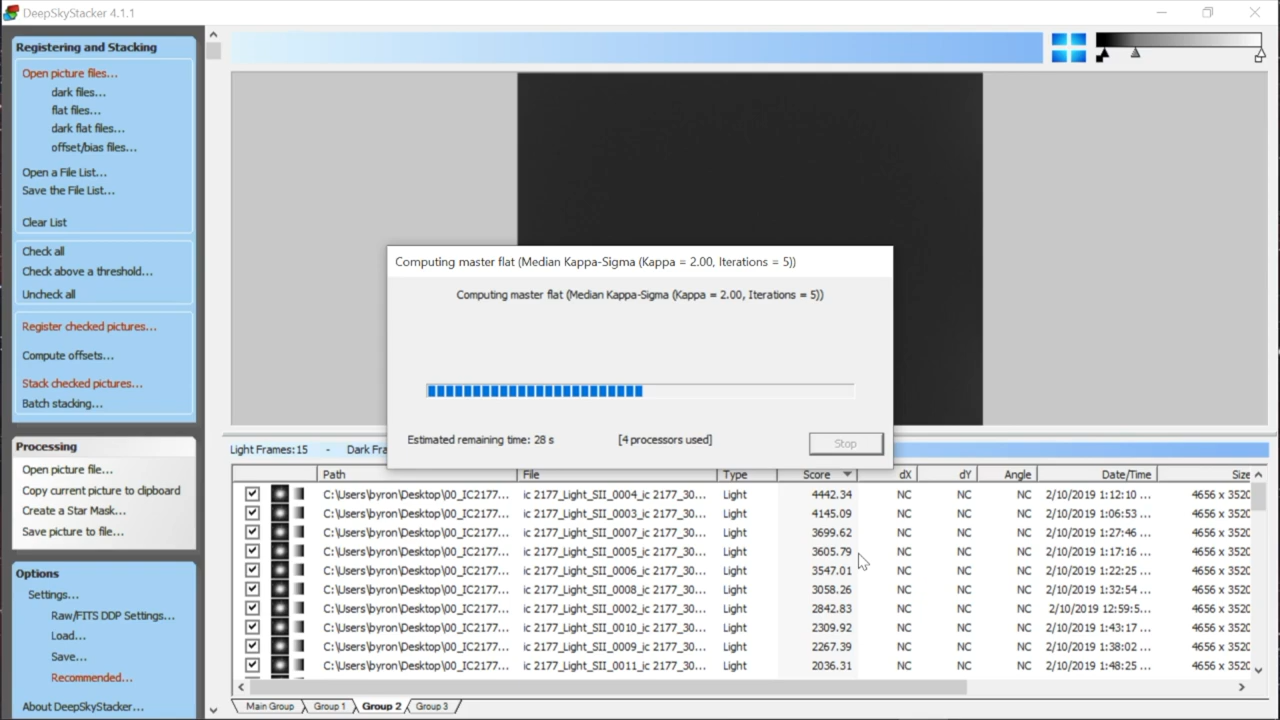 DeepSkyStacker 4.1.1
Registering and Stacking
Open picture files...
dark files...
flat files...
dark flat files...
offset/bias files...
Open a File List...
Save the File List...
Clear List
Check all
Check above a threshold...
Uncheck all
Register checked pictures...
Compute offsets...
Stack checked pictures...
Batch stacking...
Processing
Open picture file...
Copy current picture to clipboard
Create a Star Mask...
Save picture to file...
Options
Settings...
Raw/FITS DDP Settings...
Load...
Save...
Recommended...
About DeepSkyStacker...
Computing master flat (Median Kappa-Sigma (Kappa = 2.00, Iterations = 5))
Computing master flat (Median Kappa-Sigma (Kappa = 2.00, Iterations = 5))
Estimated remaining time: 28 s [4 processors used] Stop
Light Frames: 15 - Dark Fra
Path File Type Score dX dY Angle Date/Time Size
C:\Users\byron\Desktop\00_IC2177... ic 2177_Light_SII_0004_ic 2177_30... Light 4442.34 NC NC NC 2/10/2019 1:12:10 ... 4656 x 3520
C:\Users\byron\Desktop\00_IC2177... ic 2177_Light_SII_0003_ic 2177_30... Light 4145.09 NC NC NC 2/10/2019 1:06:53 ... 4656 x 3520
C:\Users\byron\Desktop\00_IC2177... ic 2177_Light_SII_0007_ic 2177_30... Light 3699.62 NC NC NC 2/10/2019 1:27:46 ... 4656 x 3520
C:\Users\byron\Desktop\00_IC2177... ic 2177_Light_SII_0005_ic 2177_30... Light 3605.79 NC NC NC 2/10/2019 1:17:16 ... 4656 x 3520
C:\Users\byron\Desktop\00_IC2177... ic 2177_Light_SII_0006_ic 2177_30... Light 3547.01 NC NC NC 2/10/2019 1:22:25 ... 4656 x 3520
C:\Users\byron\Desktop\00_IC2177... ic 2177_Light_SII_0008_ic 2177_30... Light 3058.26 NC NC NC 2/10/2019 1:32:54 ... 4656 x 3520
C:\Users\byron\Desktop\00_IC2177... ic 2177_Light_SII_0002_ic 2177_30... Light 2842.83 NC NC NC 2/10/2019 12:59:5... 4656 x 3520
C:\Users\byron\Desktop\00_IC2177... ic 2177_Light_SII_0010_ic 2177_30... Light 2309.92 NC NC NC 2/10/2019 1:43:17 ... 4656 x 3520
C:\Users\byron\Desktop\00_IC2177... ic 2177_Light_SII_0009_ic 2177_30... Light 2267.39 NC NC NC 2/10/2019 1:38:02 ... 4656 x 3520
C:\Users\byron\Desktop\00_IC2177... ic 2177_Light_SII_0011_ic 2177_30... Light 2036.31 NC NC NC 2/10/2019 1:48:25 ... 4656 x 3520
Main Group Group 1 Group 2 Group 3